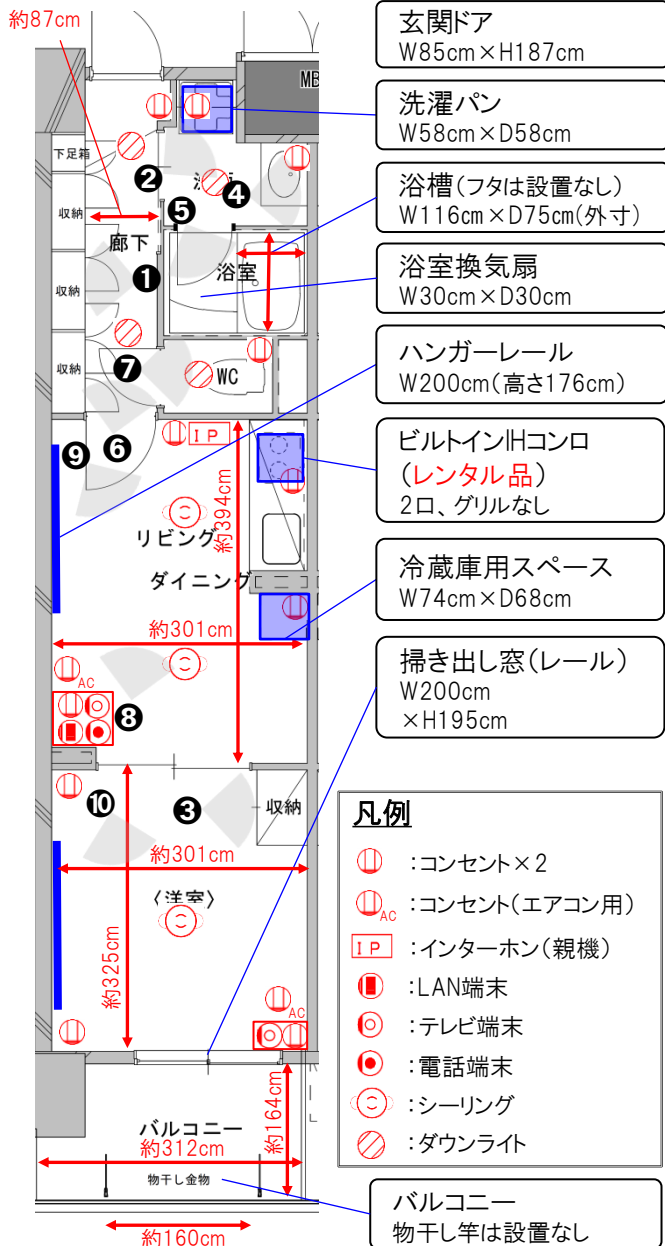 約87cm
玄関ドア
W85cm×H187cm
MB
洗濯パン
W58cm×D58cm
下足箱
❷
❹
浴槽(フタは設置なし)
W116cm×D75cm(外寸)
収納
❺
廊下
浴室
❶
浴室換気扇
W30cm×D30cm
収納
収納
❼
WC
ハンガーレール
W200cm(高さ176cm)
❾
❻
IP
ビルトインIHコンロ
(レンタル品)
2口、グリルなし
約394cm
リビング
ダイニング
冷蔵庫用スペース
W74cm×D68cm
約301cm
掃き出し窓(レール)
W200cm
×H195cm
AC
❽
❿
❸
収納
約301cm
〈洋室〉
約325cm
AC
凡例
:コンセント×2
AC :コンセント(エアコン用)
IP :インターホン(親機)
:LAN端末
:テレビ端末
:電話端末
:シーリング
:ダウンライト
バルコニー
約164cm
約312cm
物干し金物
約160cm
バルコニー
物干し竿は設置なし